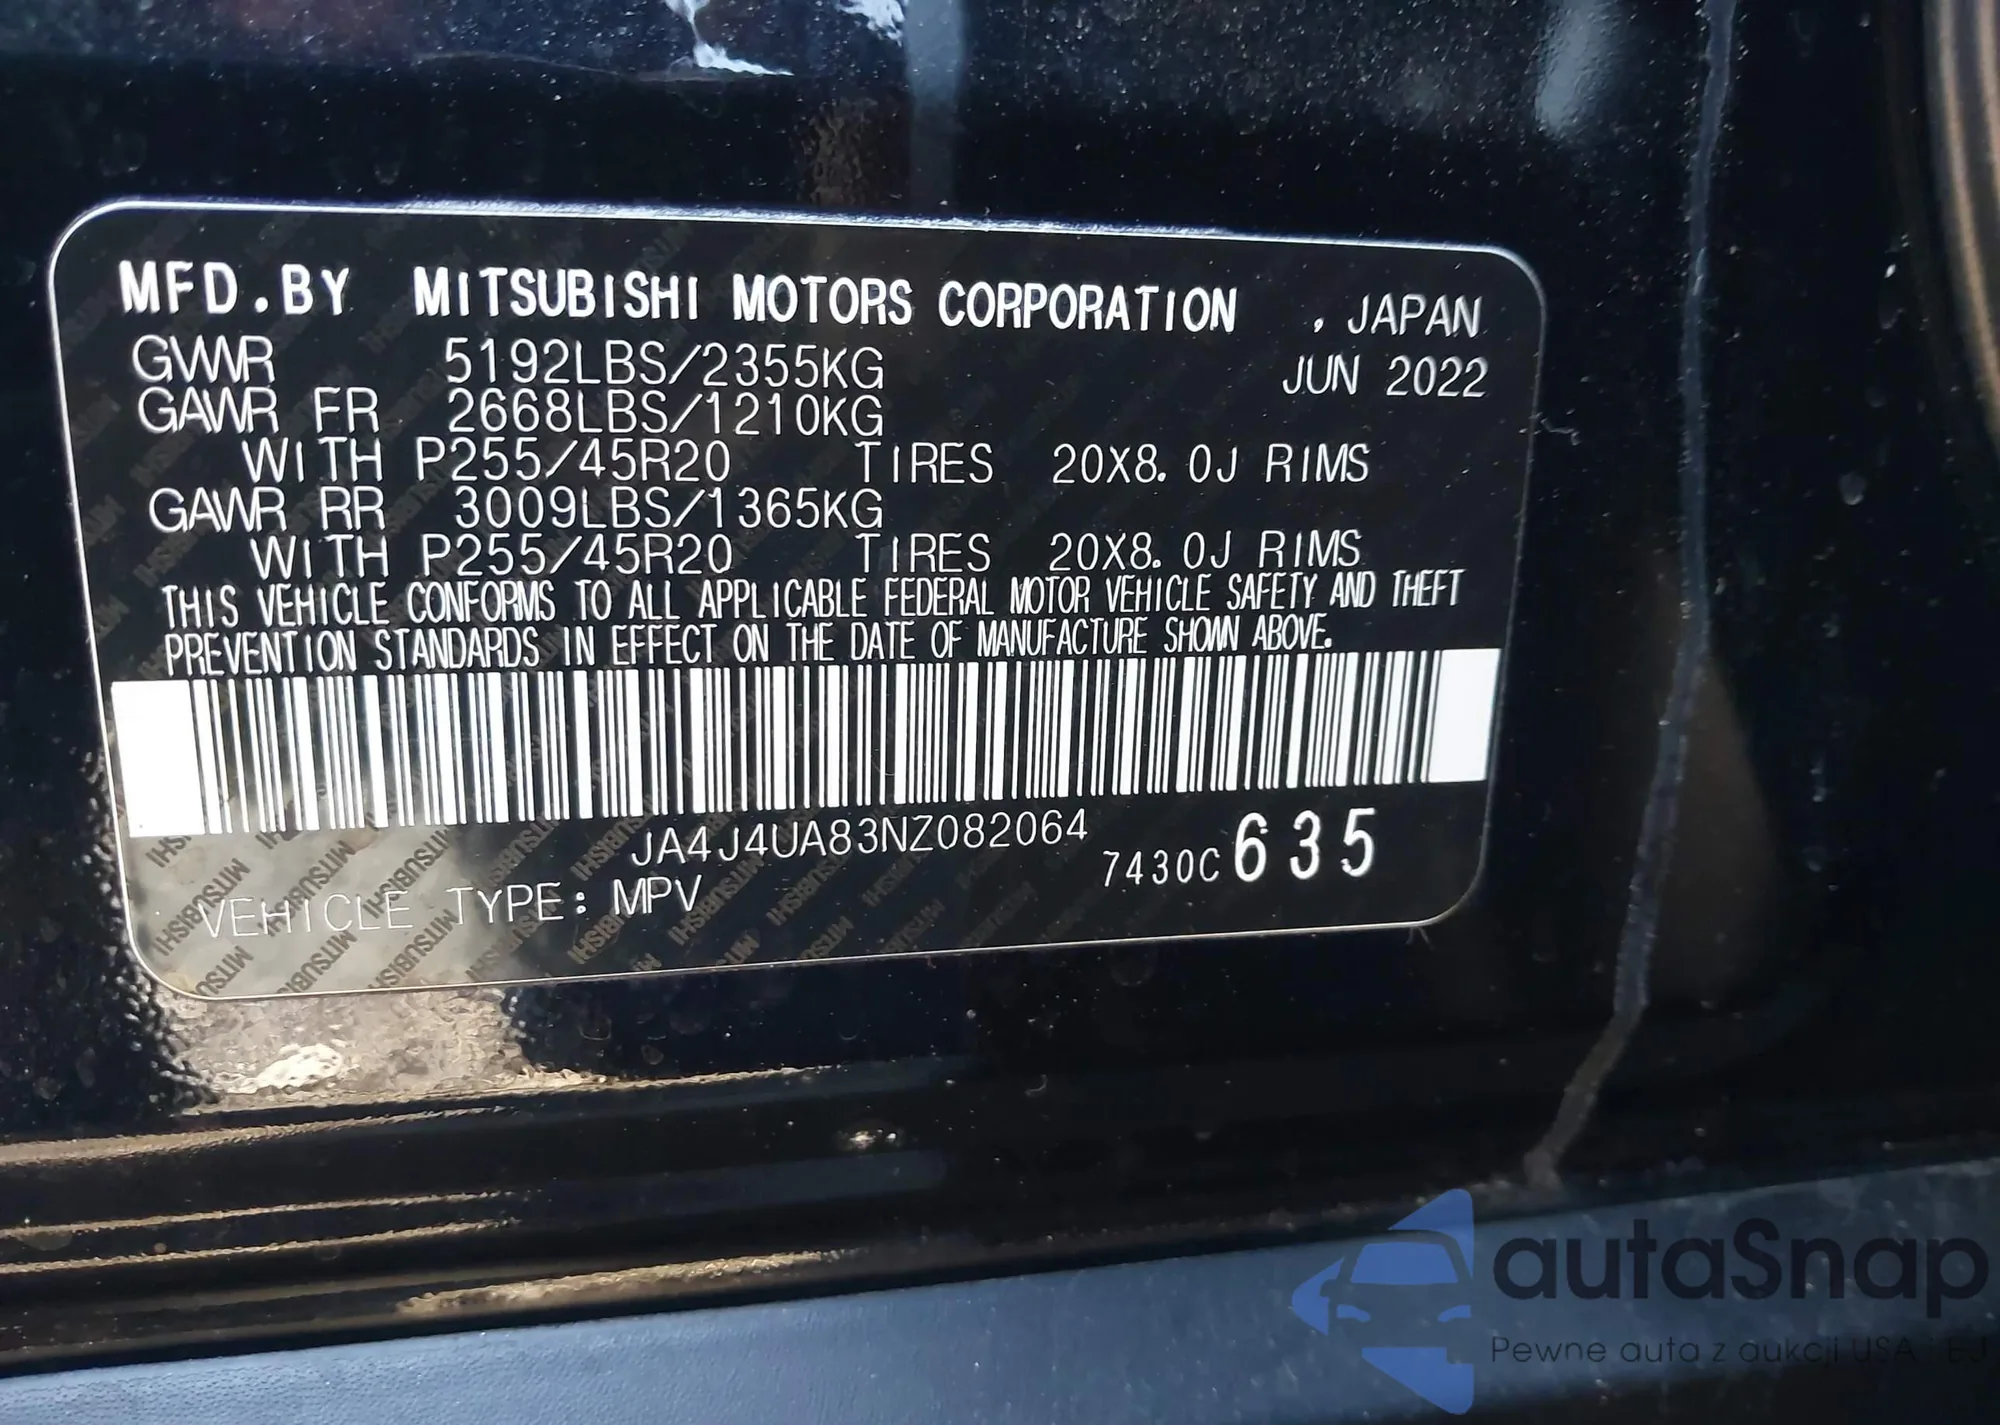 MFD.BY MITSUBISHI MOTORS CORPORATION , JAPAN
GVWR 5192LBS/2355KG JUN 2022
GAWR FR 2668LBS/1210KG
WITH P255/45R20 TIRES 20X8.0J RIMS
GAWR RR 3009LBS/1365KG
WITH P255/45R20 TIRES 20X8.0J RIMS
THIS VEHICLE CONFORMS TO ALL APPLICABLE FEDERAL MOTOR VEHICLE SAFETY AND THEFT
PREVENTION STANDARDS IN EFFECT ON THE DATE OF MANUFACTURE SHOWN ABOVE.
JA4J4UA83NZ082064
7430C 635
VEHICLE TYPE: MPV
autaSnap
Pewne auta z aukcji USA i EU